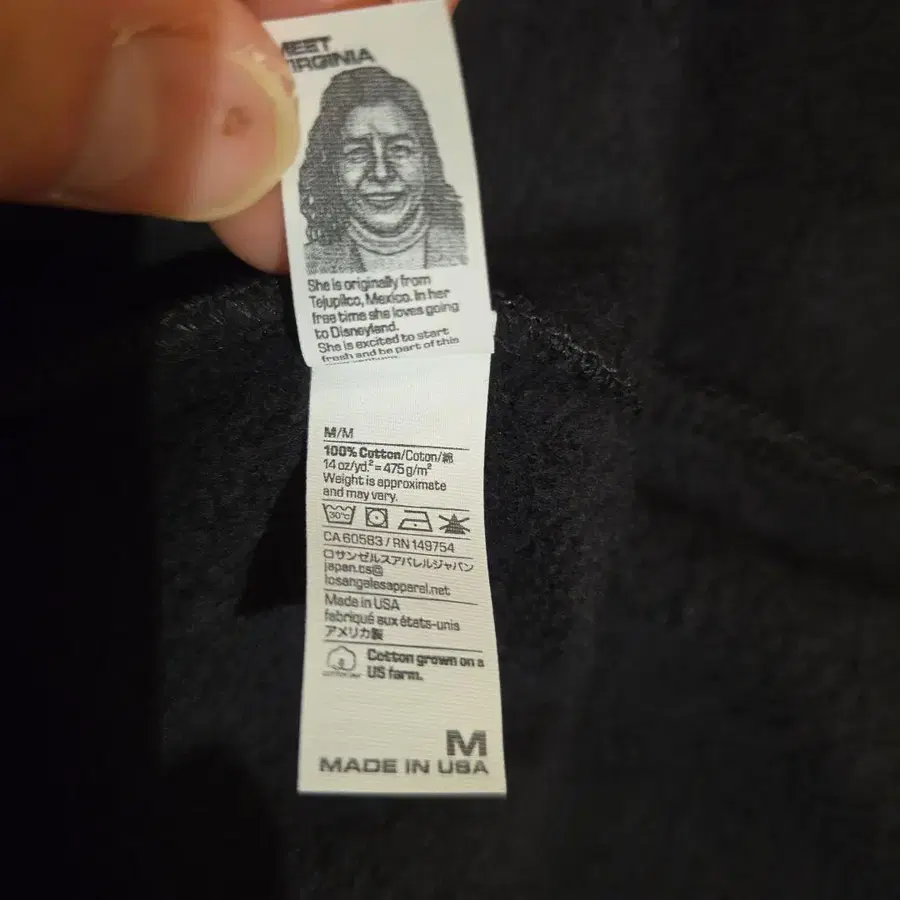 MEET
VIRGINIA
She is originally from
Tejupilco, Mexico. In her
free time she loves going
to Disneyland.
She is excited to start
fresh and be part of this
M/M
100% Cotton/Coton/綿
14 oz/yd.²=475 g/m²
Weight is approximate
and may vary.
30°C
CA 60583 / RN 149754
ロサンゼルスアパレルジャパン
japan.cs@
losangelesapparel.net
Made in USA
fabriqué aux états-unis
アメリカ製
Cotton grown on a
US farm.
M
MADE IN USA